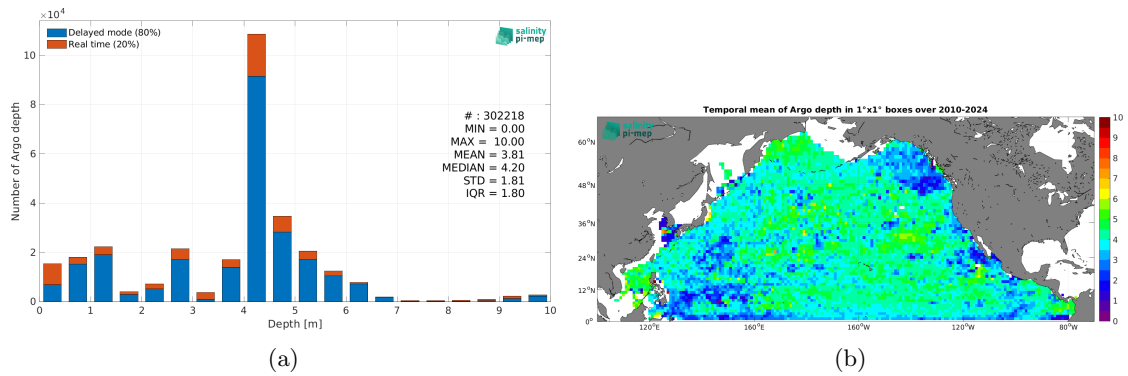 ×10⁴
Delayed mode (80%)
Real time (20%)
salinity
pi-mep
Number of Argo depth
10
8
6
4
2
0
# : 302218
MIN = 0.00
MAX = 10.00
MEAN = 3.81
MEDIAN = 4.20
STD = 1.81
IQR = 1.80
0 1 2 3 4 5 6 7 8 9 10
Depth [m]
(a)
Temporal mean of Argo depth in 1°x1° boxes over 2010-2024
salinity
pi-mep
60°N
48°N
36°N
24°N
12°N
0°
120°E 160°E 160°W 120°W 80°W
10
9
8
7
6
5
4
3
2
1
0
(b)